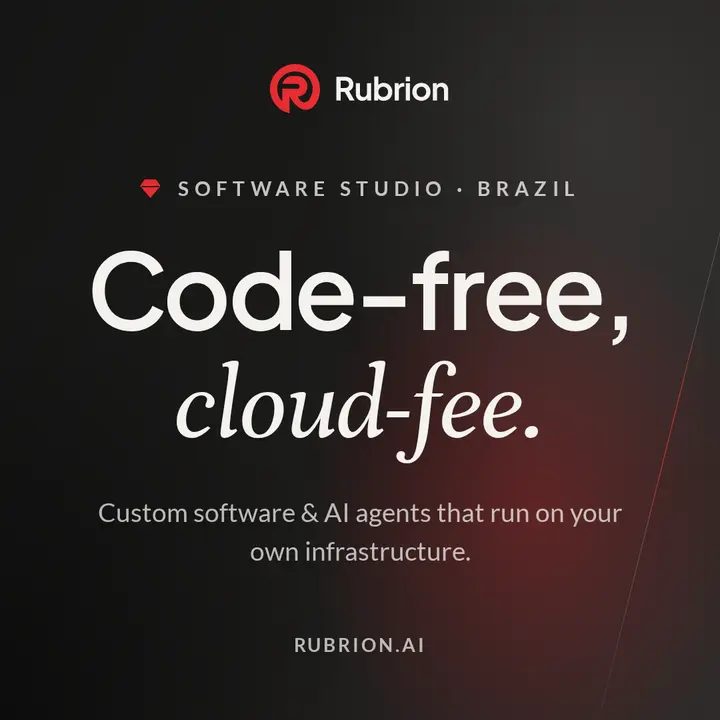 Rubrion
SOFTWARE STUDIO · BRAZIL
Code-free,
cloud-fee.
Custom software & AI agents that run on your
own infrastructure.
RUBRION.AI